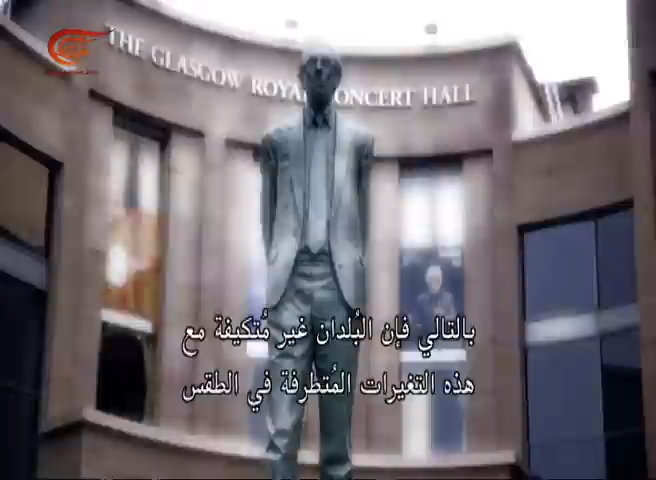 THE GLASGOW ROYAL CONCERT HALL
بالتالي فإن البُلدان غير مُتكيفة مع
هذه التغيرات المُتطرفة في الطقس